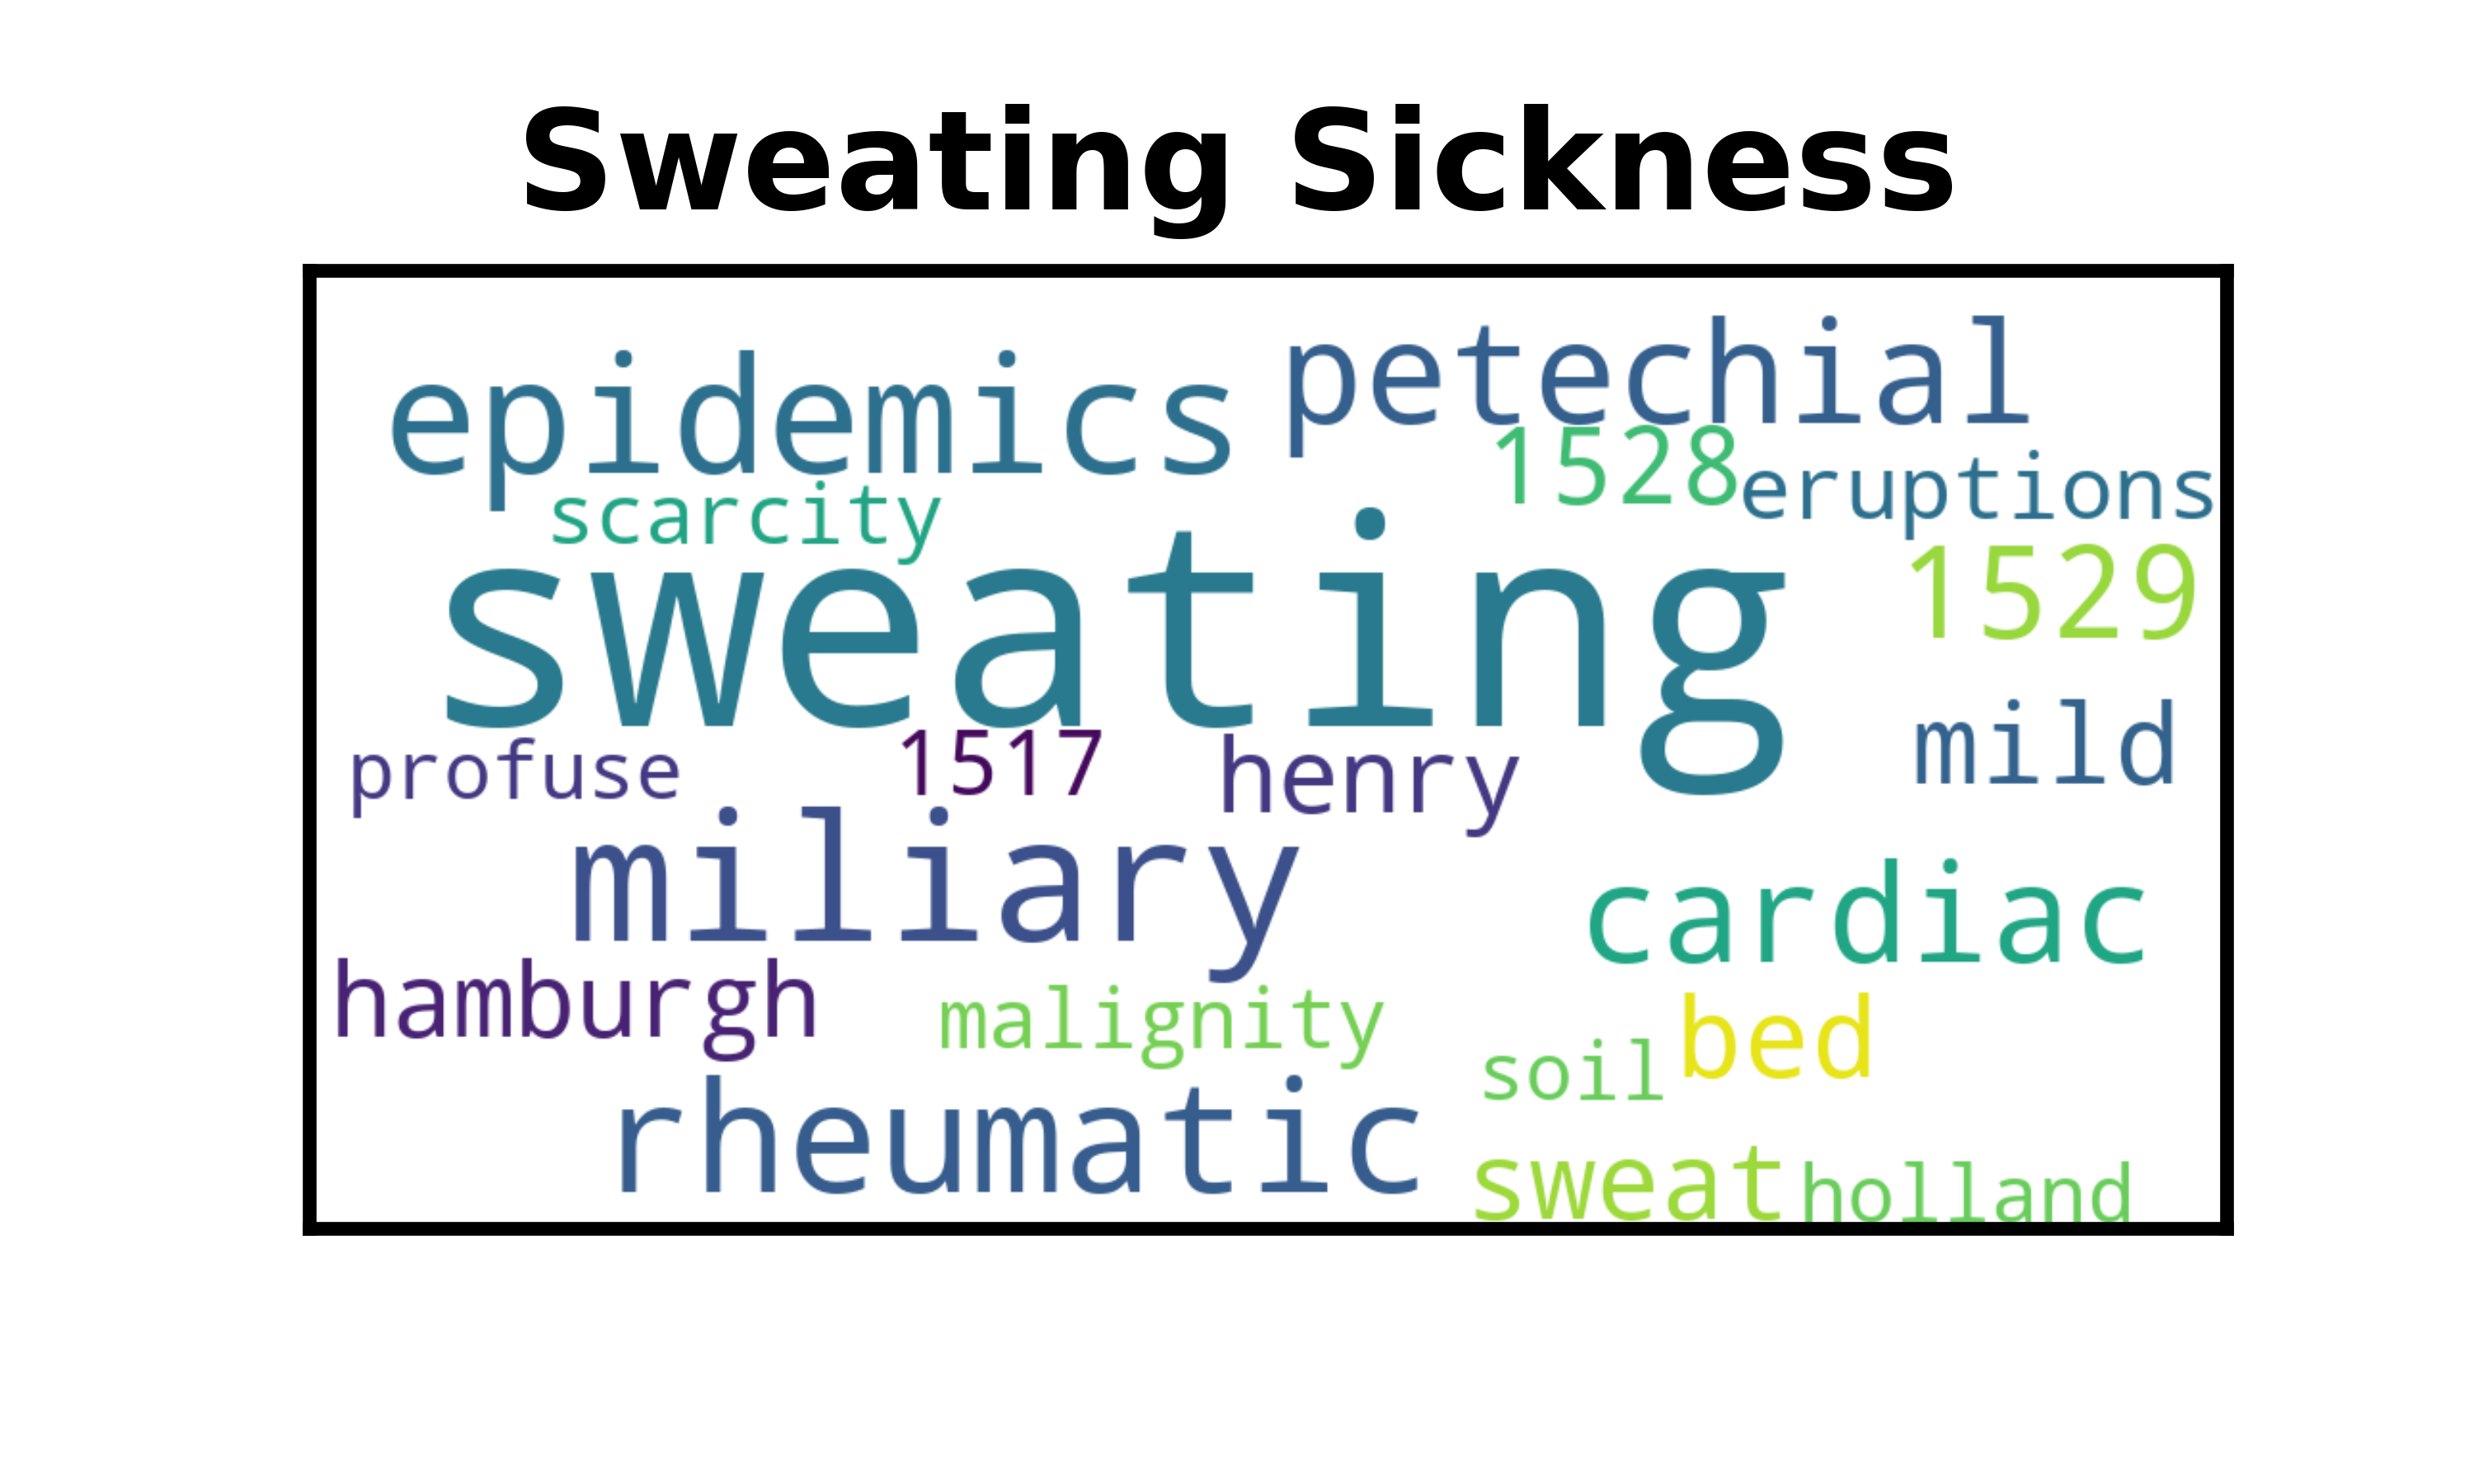 Sweating Sickness
epidemics
petechial
1528
eruptions
scarcity
sweating
1529
profuse
1517
henry
mild
miliary
cardiac
hamburgh
malignity
bed
soil
rheumatic
sweat
holland